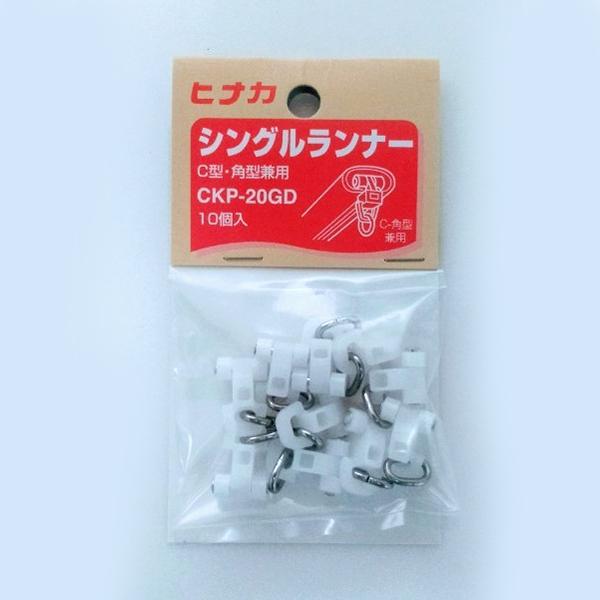 ヒナカ
シングルランナー
C型・角型兼用
CKP-20GD
10個入
C-角型
兼用